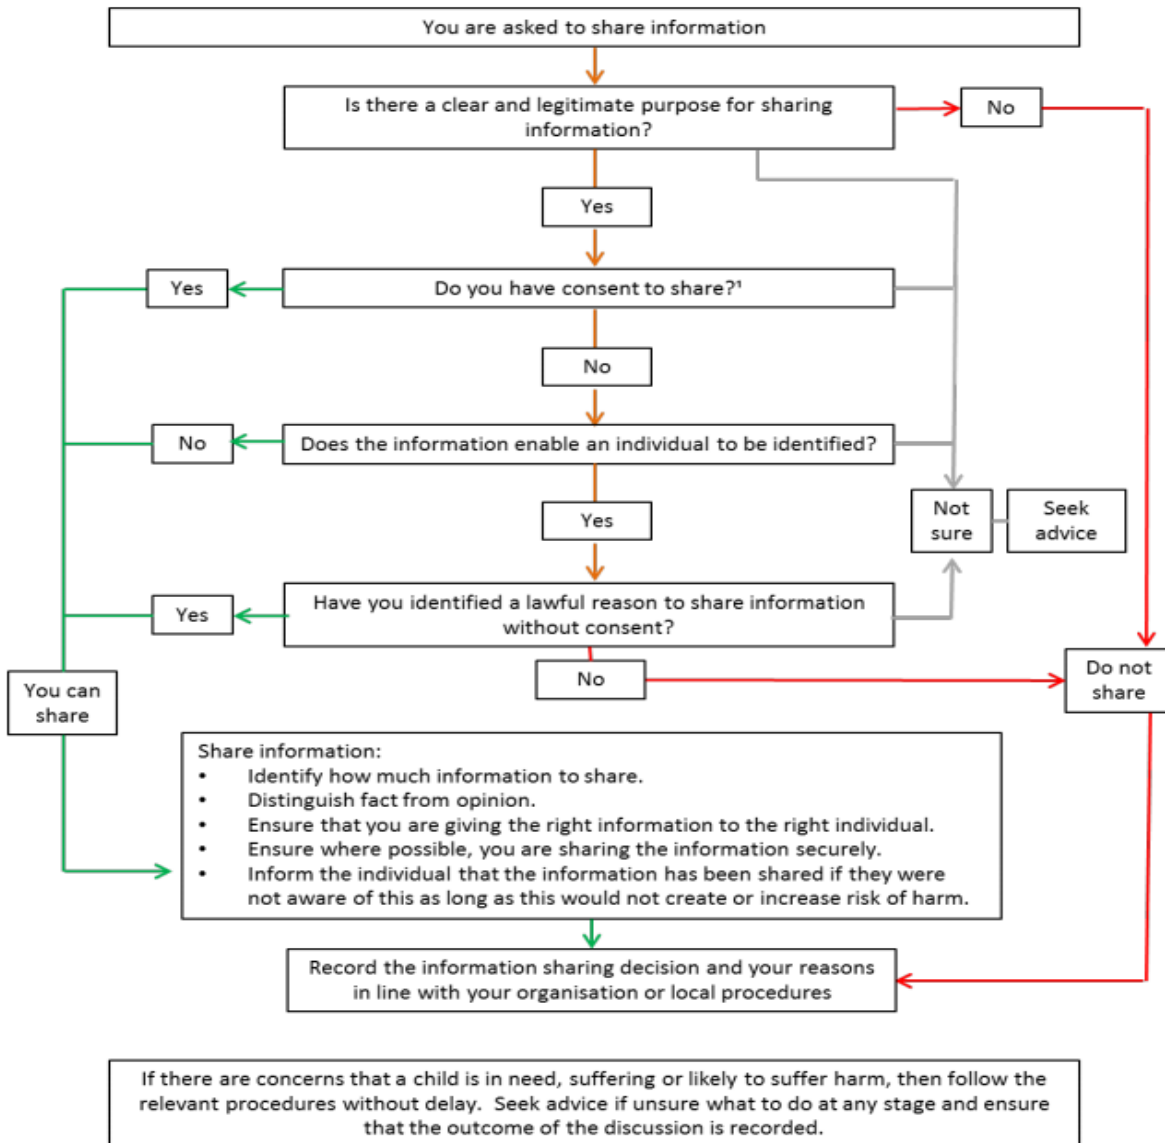 You are asked to share information
Is there a clear and legitimate purpose for sharing
information?
No
Yes
Yes
Do you have consent to share?¹
No
No
Does the information enable an individual to be identified?
Yes
Not
sure
Seek
advice
Yes
Have you identified a lawful reason to share information
without consent?
No
You can
share
Do not
share
Share information:
• Identify how much information to share.
• Distinguish fact from opinion.
• Ensure that you are giving the right information to the right individual.
• Ensure where possible, you are sharing the information securely.
• Inform the individual that the information has been shared if they were
not aware of this as long as this would not create or increase risk of harm.
Record the information sharing decision and your reasons
in line with your organisation or local procedures
If there are concerns that a child is in need, suffering or likely to suffer harm, then follow the
relevant procedures without delay. Seek advice if unsure what to do at any stage and ensure
that the outcome of the discussion is recorded.